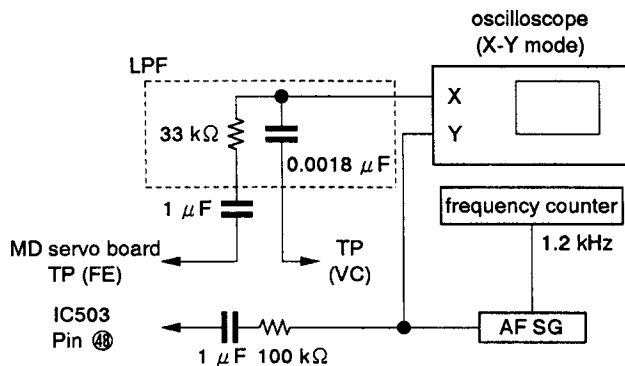 oscilloscope
(X-Y mode)
LPF
X
33 kΩ
Y
0.0018 μF
1 μF
frequency counter
1.2 kHz
MD servo board
TP (FE)
TP
(VC)
IC503
Pin ㊽
AF SG
1 μF 100 kΩ